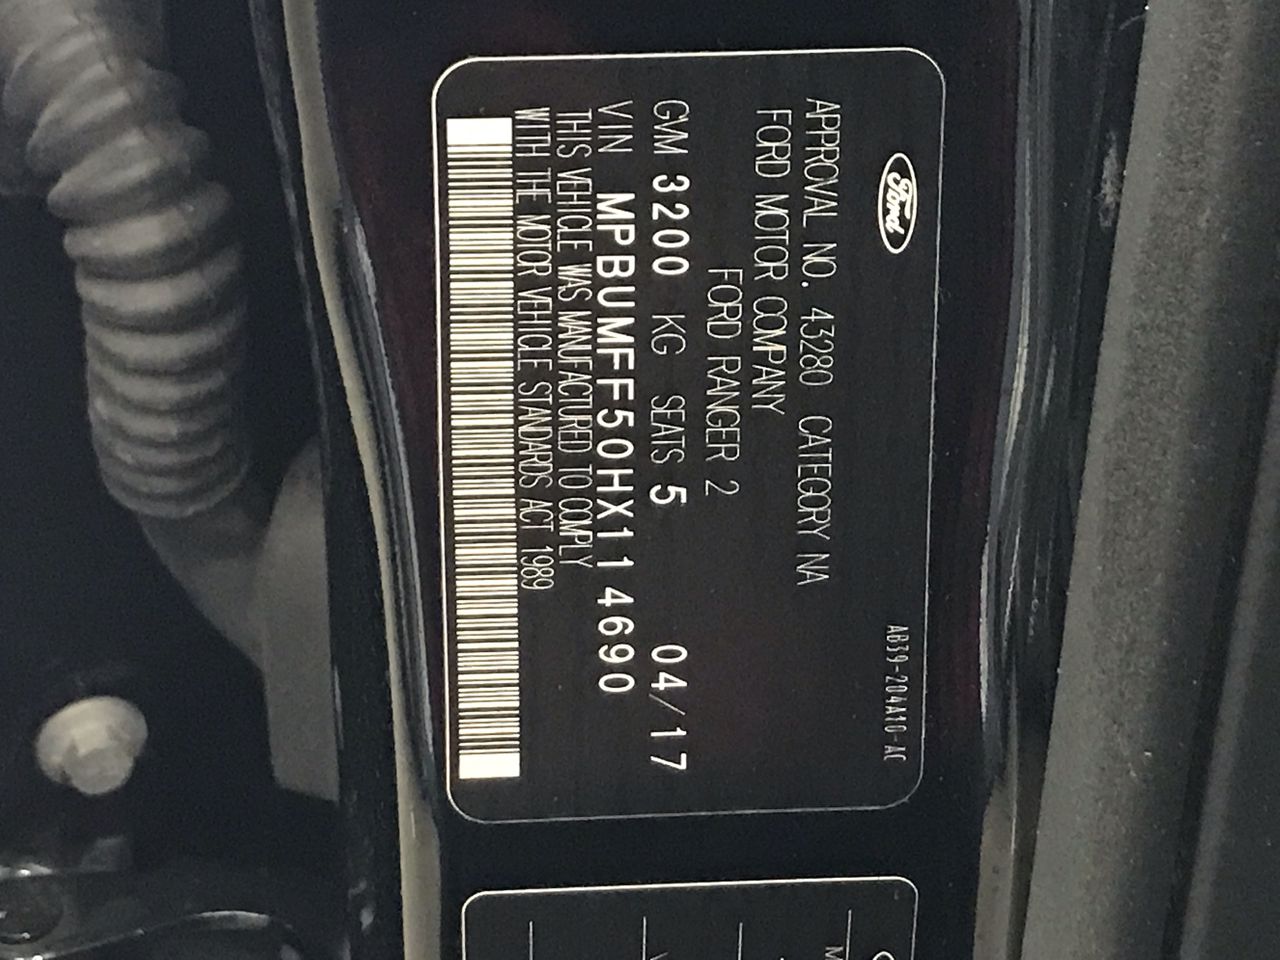 Ford
AB39-204A10-AC
APPROVAL NO. 43280 CATEGORY NA
FORD MOTOR COMPANY
FORD RANGER 2
GVM 3200 KG SEATS 5 04/17
VIN MPBUMFF50HX114690
THIS VEHICLE WAS MANUFACTURED TO COMPLY
WITH THE MOTOR VEHICLE STANDARDS ACT 1989